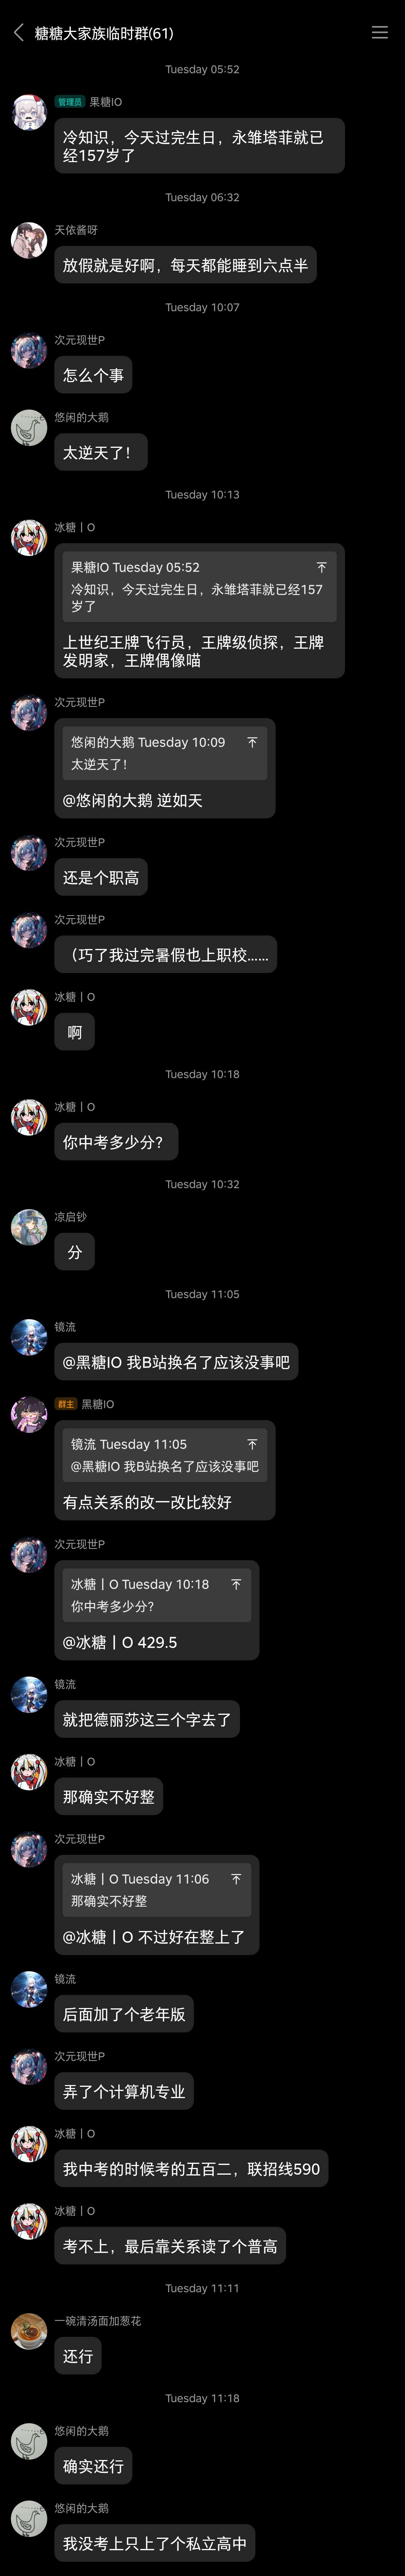 糖糖大家族临时群(61)
Tuesday 05:52
管理员 果糖IO
冷知识，今天过完生日，永雏塔菲就已
经157岁了
Tuesday 06:32
天依酱呀
放假就是好啊，每天都能睡到六点半
Tuesday 10:07
次元现世P
怎么个事
悠闲的大鹅
太逆天了！
Tuesday 10:13
冰糖丨O
果糖IO Tuesday 05:52
冷知识，今天过完生日，永雏塔菲就已经157
岁了
上世纪王牌飞行员，王牌级侦探，王牌
发明家，王牌偶像喵
次元现世P
悠闲的大鹅 Tuesday 10:09
太逆天了！
@悠闲的大鹅 逆如天
次元现世P
还是个职高
次元现世P
（巧了我过完暑假也上职校……
冰糖丨O
啊
Tuesday 10:18
冰糖丨O
你中考多少分？
Tuesday 10:32
凉启钞
分
Tuesday 11:05
镜流
@黑糖IO 我B站换名了应该没事吧
群主 黑糖IO
镜流 Tuesday 11:05
@黑糖IO 我B站换名了应该没事吧
有点关系的改一改比较好
次元现世P
冰糖丨O Tuesday 10:18
你中考多少分？
@冰糖丨O 429.5
镜流
就把德丽莎这三个字去了
冰糖丨O
那确实不好整
次元现世P
冰糖丨O Tuesday 11:06
那确实不好整
@冰糖丨O 不过好在整上了
镜流
后面加了个老年版
次元现世P
弄了个计算机专业
冰糖丨O
我中考的时候考的五百二，联招线590
冰糖丨O
考不上，最后靠关系读了个普高
Tuesday 11:11
一碗清汤面加葱花
还行
Tuesday 11:18
悠闲的大鹅
确实还行
悠闲的大鹅
我没考上只上了个私立高中